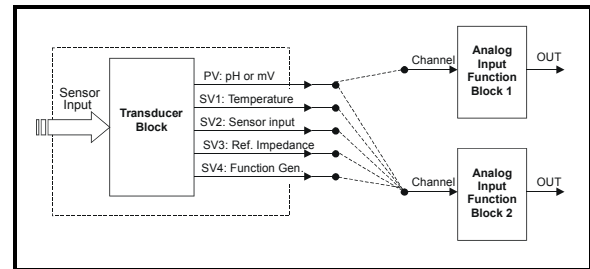 Sensor
Input
Transducer
Block
PV: pH or mV
SV1: Temperature
SV2: Sensor input
SV3: Ref. Impedance
SV4: Function Gen.
Channel
Analog
Input
Function
Block 1
OUT
Channel
Analog
Input
Function
Block 2
OUT